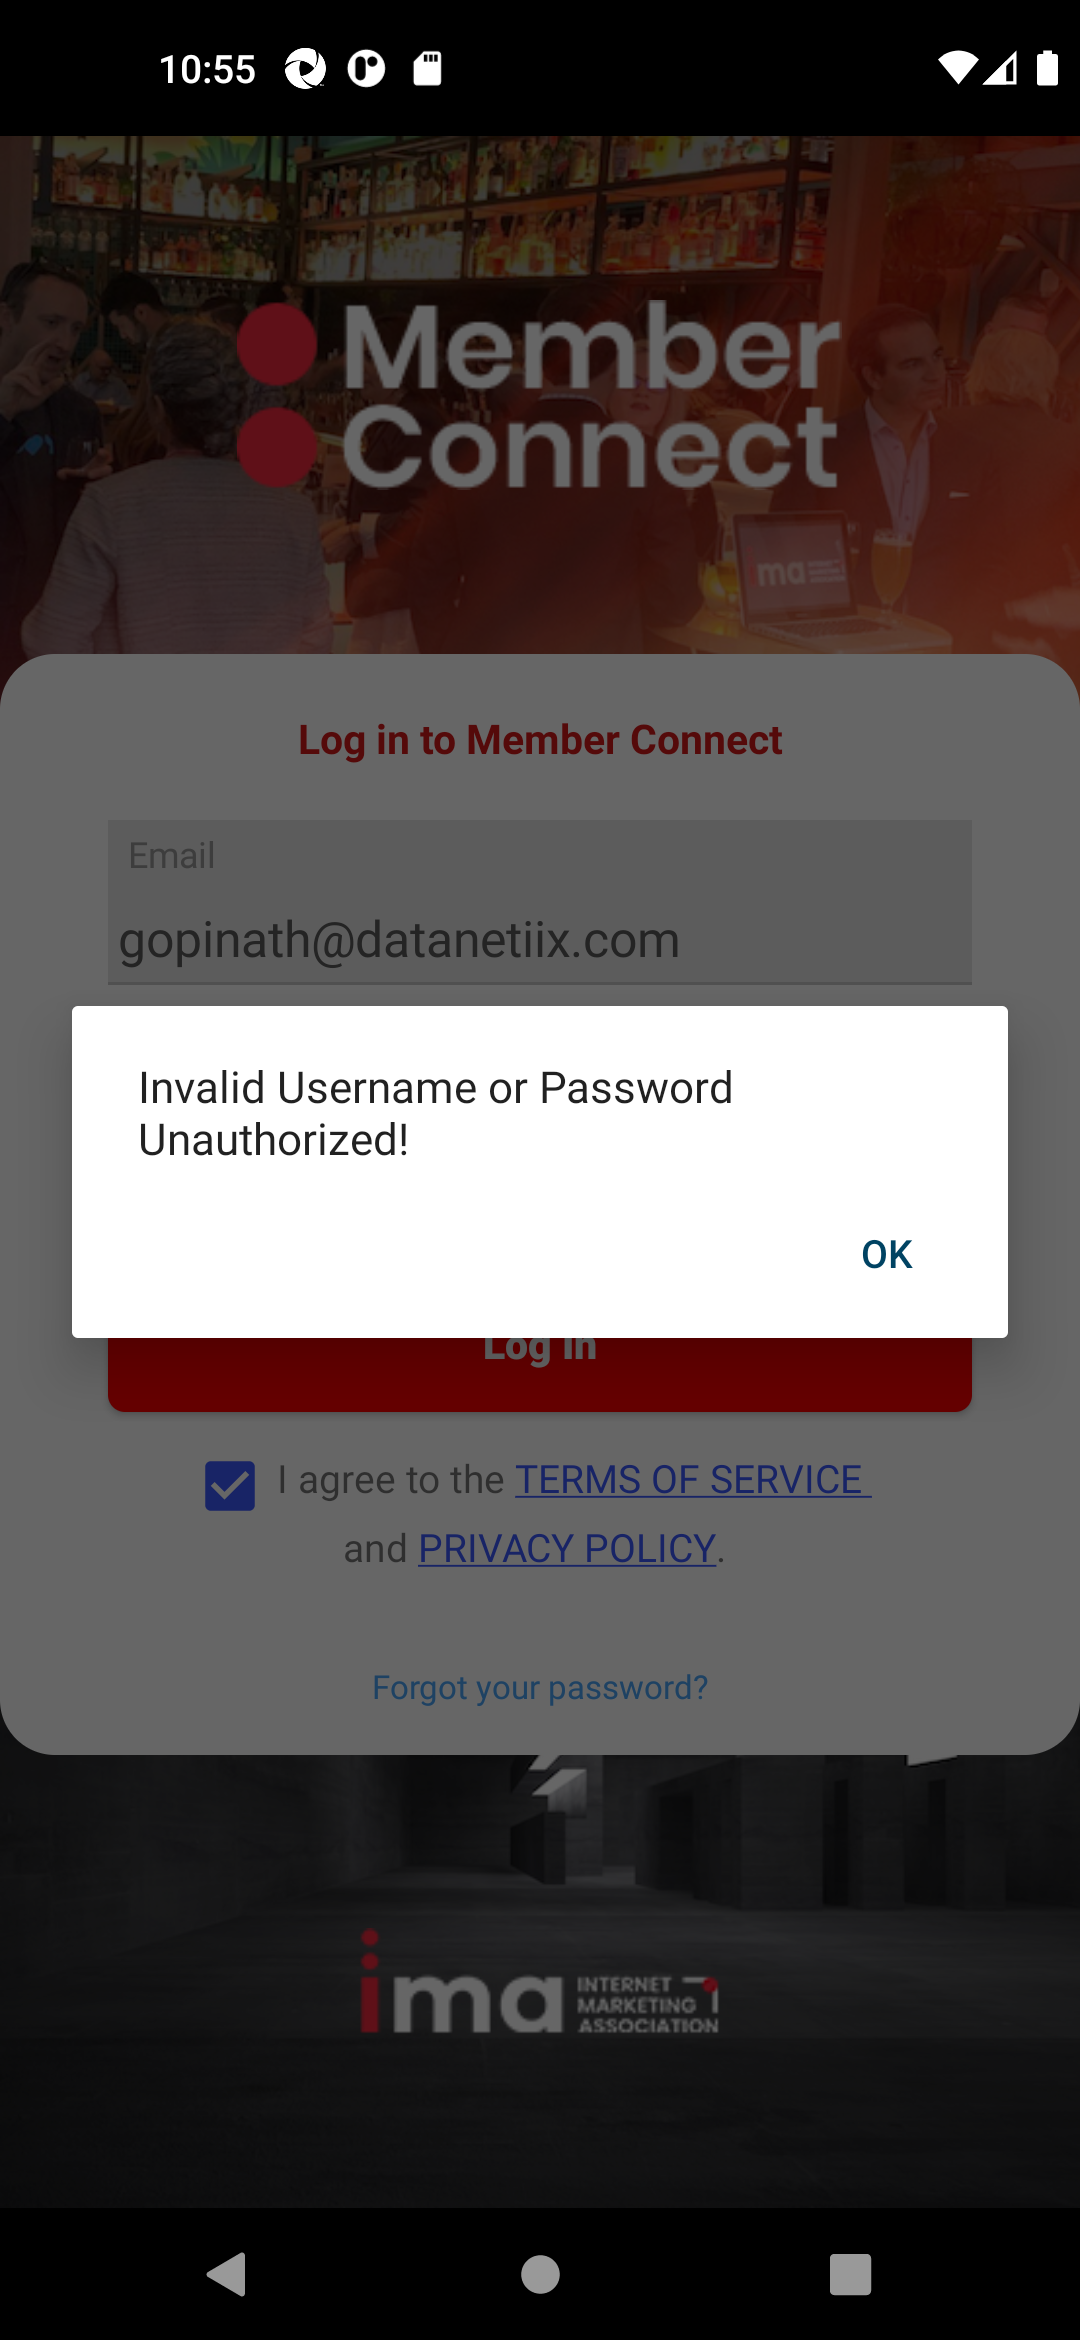 10:55
Member
Connect
ima
Log in to Member Connect
Email
gopinath@datanetiix.com
Invalid Username or Password
Unauthorized!
OK
Log in
I agree to the TERMS OF SERVICE
and PRIVACY POLICY.
Forgot your password?
ima INTERNET
MARKETING
ASSOCIATION